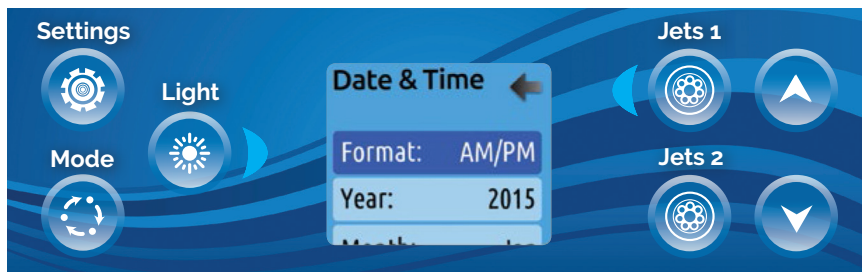 Settings
Light
Mode
Date & Time
Format: AM/PM
Year: 2015
Jets 1
Jets 2